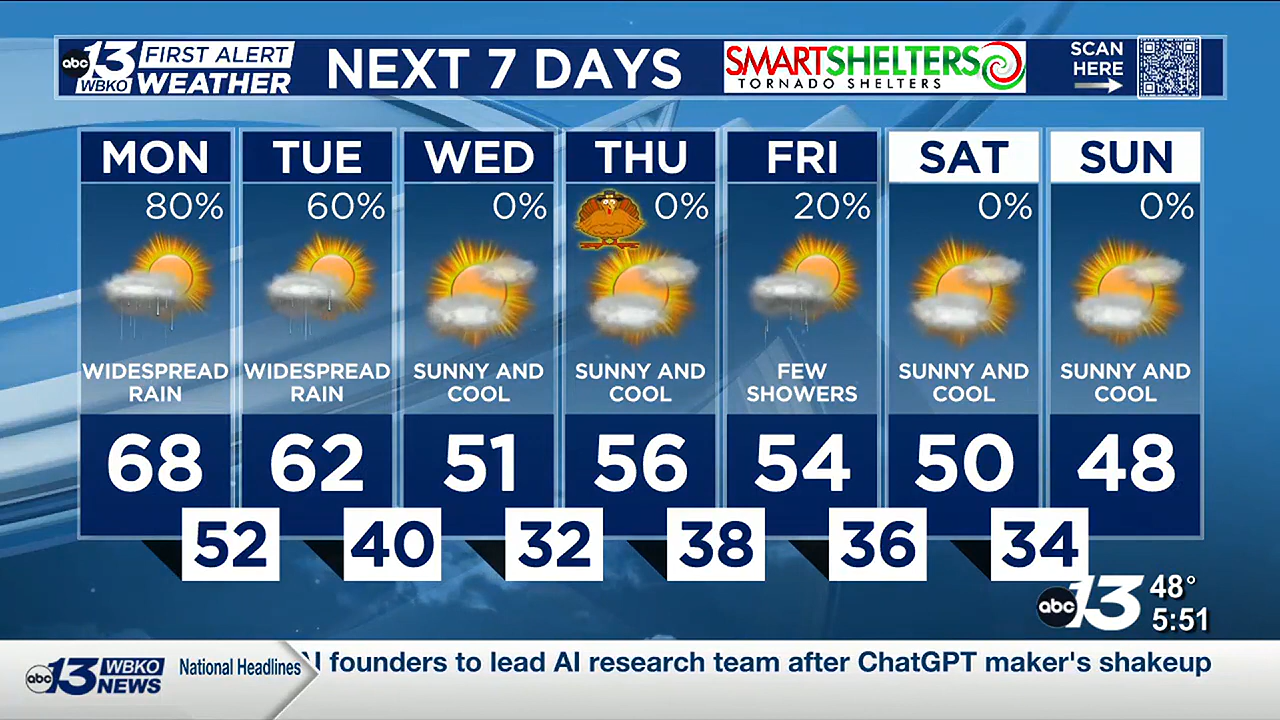 abc 13 WBKO FIRST ALERT WEATHER
NEXT 7 DAYS
SMARTSHELTERS
TORNADO SHELTERS
SCAN
HERE
MON TUE WED THU FRI SAT SUN
80% 60% 0% 0% 20% 0% 0%
WIDESPREAD WIDESPREAD SUNNY AND SUNNY AND FEW SUNNY AND SUNNY AND
RAIN RAIN COOL COOL SHOWERS COOL COOL
68 62 51 56 54 50 48
52 40 32 38 36 34
abc 13 48°
5:51
abc 13 WBKO NEWS
National Headlines
founders to lead AI research team after ChatGPT maker's shakeup